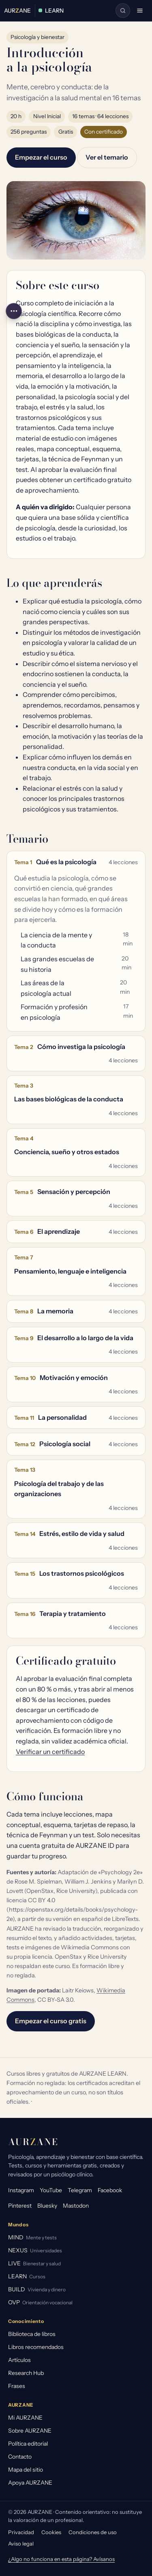 AURZANE LEARN
Psicología y bienestar
Introducción
a la psicología
Mente, cerebro y conducta: de la
investigación a la salud mental en 16 temas
20 h Nivel Inicial 16 temas · 64 lecciones
256 preguntas Gratis Con certificado
Empezar el curso Ver el temario
Sobre este curso
Curso completo de iniciación a la
psicología científica. Recorre cómo
nació la disciplina y cómo investiga, las
bases biológicas de la conducta, la
conciencia y el sueño, la sensación y la
percepción, el aprendizaje, el
pensamiento y la inteligencia, la
memoria, el desarrollo a lo largo de la
vida, la emoción y la motivación, la
personalidad, la psicología social y del
trabajo, el estrés y la salud, los
trastornos psicológicos y sus
tratamientos. Cada tema incluye
material de estudio con imágenes
reales, mapa conceptual, esquema,
tarjetas, la técnica de Feynman y un
test. Al aprobar la evaluación final
obtienes un certificado gratuito de
aprovechamiento.
A quién va dirigido: Cualquier persona
que quiera una base sólida y científica
de psicología, desde la curiosidad, los
estudios o el trabajo.
Lo que aprenderás
Explicar qué estudia la psicología, cómo
nació como ciencia y cuáles son sus
grandes perspectivas.
Distinguir los métodos de investigación
en psicología y valorar la calidad de un
estudio y su ética.
Describir cómo el sistema nervioso y el
endocrino sostienen la conducta, la
conciencia y el sueño.
Comprender cómo percibimos,
aprendemos, recordamos, pensamos y
resolvemos problemas.
Describir el desarrollo humano, la
emoción, la motivación y las teorías de la
personalidad.
Explicar cómo influyen los demás en
nuestra conducta, en la vida social y en
el trabajo.
Relacionar el estrés con la salud y
conocer los principales trastornos
psicológicos y sus tratamientos.
Temario
Tema 1 Qué es la psicología 4 lecciones
Qué estudia la psicología, cómo se
convirtió en ciencia, qué grandes
escuelas la han formado, en qué áreas
se divide hoy y cómo es la formación
para ejercerla.
La ciencia de la mente y la conducta 18 min
Las grandes escuelas de su historia 20 min
Las áreas de la psicología actual 20 min
Formación y profesión en psicología 17 min
Tema 2 Cómo investiga la psicología
4 lecciones
Tema 3
Las bases biológicas de la conducta
4 lecciones
Tema 4
Conciencia, sueño y otros estados
4 lecciones
Tema 5 Sensación y percepción
4 lecciones
Tema 6 El aprendizaje 4 lecciones
Tema 7
Pensamiento, lenguaje e inteligencia
4 lecciones
Tema 8 La memoria 4 lecciones
Tema 9 El desarrollo a lo largo de la vida
4 lecciones
Tema 10 Motivación y emoción
4 lecciones
Tema 11 La personalidad 4 lecciones
Tema 12 Psicología social 4 lecciones
Tema 13
Psicología del trabajo y de las
organizaciones
4 lecciones
Tema 14 Estrés, estilo de vida y salud
4 lecciones
Tema 15 Los trastornos psicológicos
4 lecciones
Tema 16 Terapia y tratamiento
4 lecciones
Certificado gratuito
Al aprobar la evaluación final completa
con un 80 % o más, y tras abrir al menos
el 80 % de las lecciones, puedes
descargar un certificado de
aprovechamiento con código de
verificación. Es formación libre y no
reglada, sin validez académica oficial.
Verificar un certificado
Cómo funciona
Cada tema incluye lecciones, mapa
conceptual, esquema, tarjetas de repaso, la
técnica de Feynman y un test. Solo necesitas
una cuenta gratuita de AURZANE ID para
guardar tu progreso.
Fuentes y autoría: Adaptación de «Psychology 2e»
de Rose M. Spielman, William J. Jenkins y Marilyn D.
Lovett (OpenStax, Rice University), publicada con
licencia CC BY 4.0
(https://openstax.org/details/books/psychology-
2e), a partir de su versión en español de LibreTexts.
AURZANE ha revisado la traducción, reorganizado y
resumido el texto, y añadido actividades, tarjetas,
tests e imágenes de Wikimedia Commons con
su propia licencia. OpenStax y Rice University
no avalan este curso. Es formación libre y
no reglada.
Imagen de portada: Laitr Keiows, Wikimedia
Commons, CC BY-SA 3.0.
Empezar el curso gratis
Cursos libres y gratuitos de AURZANE LEARN.
Formación no reglada: los certificados acreditan el
aprovechamiento de un curso, no son títulos
oficiales. ·
AURZANE
Psicología, aprendizaje y bienestar con base científica.
Tests, cursos y herramientas gratis, creados y
revisados por un psicólogo clínico.
Instagram YouTube Telegram Facebook
Pinterest Bluesky Mastodon
Mundos
MIND Mente y tests
NEXUS Universidades
LIVE Bienestar y salud
LEARN Cursos
BUILD Vivienda y dinero
OVP Orientación vocacional
Conocimiento
Biblioteca de libros
Libros recomendados
Artículos
Research Hub
Frases
AURZANE
Mi AURZANE
Sobre AURZANE
Política editorial
Contacto
Mapa del sitio
Apoya AURZANE
© 2026 AURZANE · Contenido orientativo: no sustituye
el consejo de un profesional.
Privacidad Cookies Condiciones de uso
Aviso legal
¿Algo no funciona en esta página? Avísanos